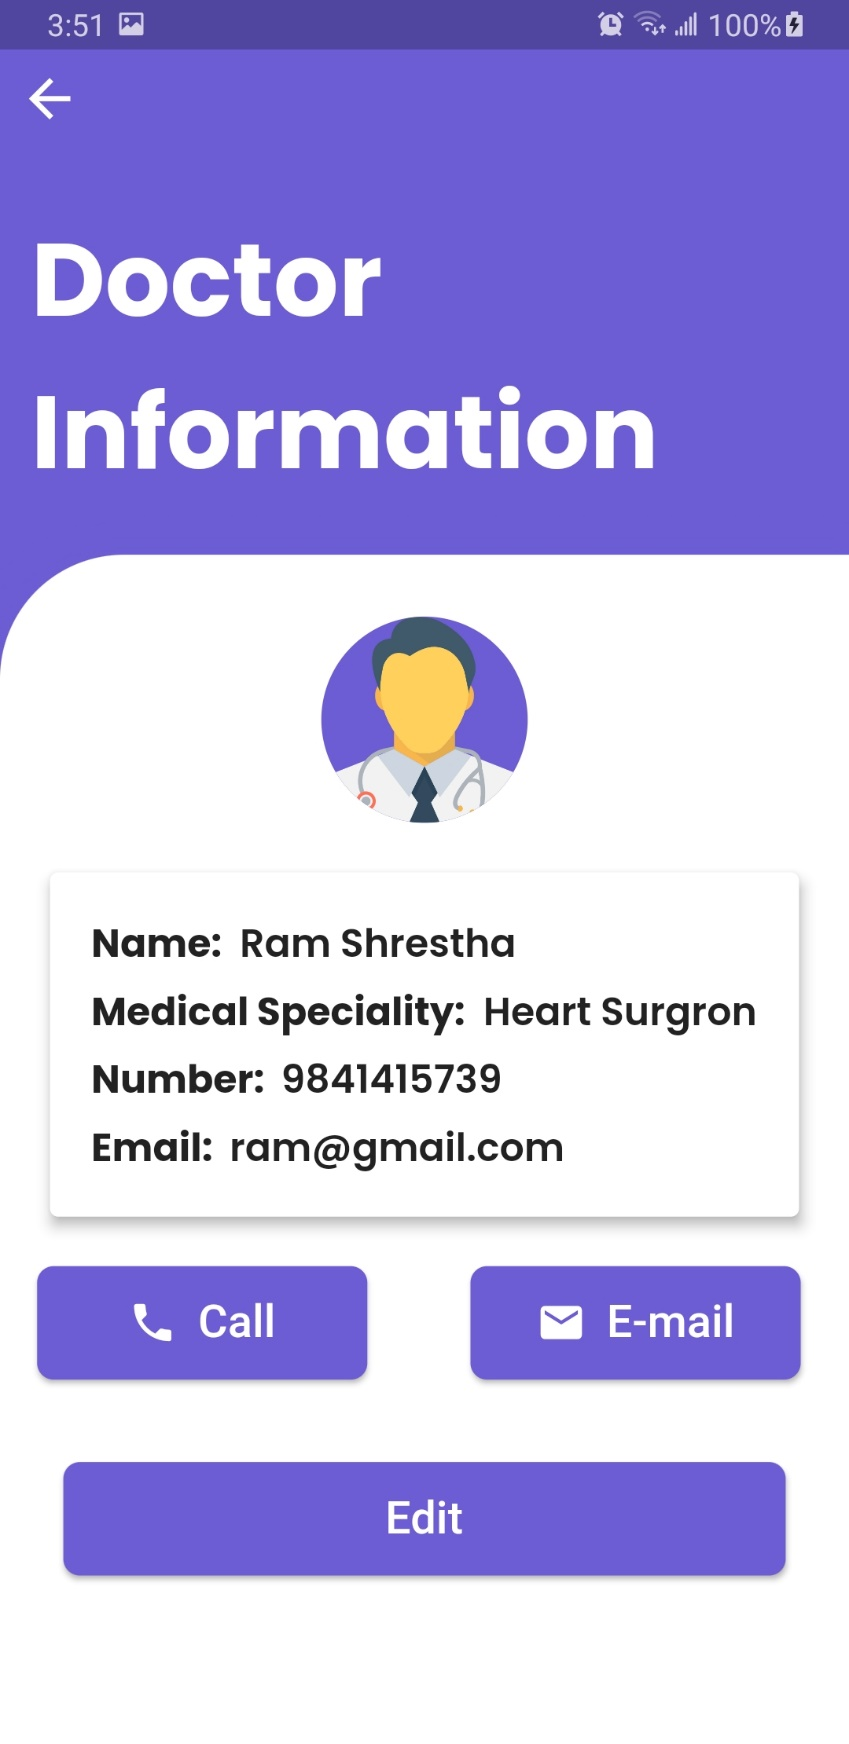 3:51 100%
Doctor
Information
Name: Ram Shrestha
Medical Speciality: Heart Surgron
Number: 9841415739
Email: ram@gmail.com
Call E-mail
Edit